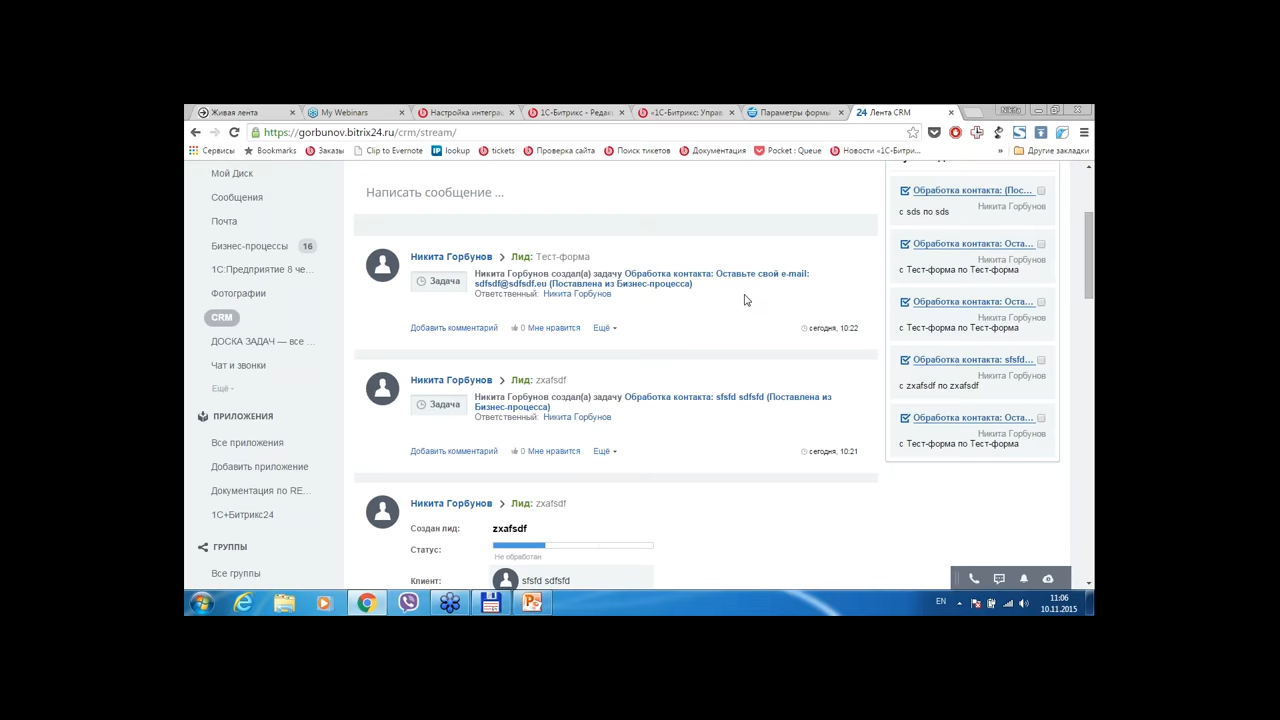 Живая лента
My Webinars
Настройка интегра
1С-Битрикс - Редак
«1С-Битрикс: Управ
Параметры формы
24 Лента CRM
https://gorbunov.bitrix24.ru/crm/stream/
Сервисы
Bookmarks
Заказы
Clip to Evernote
IP lookup
tickets
Проверка сайта
Поиск тикетов
Документация
Pocket : Queue
Новости «1С-Бити...
»
Другие закладки
Мой Диск
Сообщения
Почта
Бизнес-процессы 16
1С:Предприятие 8 че...
Фотографии
CRM
ДОСКА ЗАДАЧ — все ...
Чат и звонки
Ещё
ПРИЛОЖЕНИЯ
Все приложения
Добавить приложение
Документация по RE...
1С+Битрикс24
ГРУППЫ
Все группы
Написать сообщение ...
Никита Горбунов > Лид: Тест-форма
Задача
Никита Горбунов создал(а) задачу Обработка контакта: Оставьте свой e-mail:
sdfsdf@sdfsdf.eu (Поставлена из Бизнес-процесса)
Ответственный: Никита Горбунов
Добавить комментарий 0 Мне нравится Ещё сегодня, 10:22
Никита Горбунов > Лид: zxafsdf
Задача
Никита Горбунов создал(а) задачу Обработка контакта: sfsfd sdfsfd (Поставлена из
Бизнес-процесса)
Ответственный: Никита Горбунов
Добавить комментарий 0 Мне нравится Ещё сегодня, 10:21
Никита Горбунов > Лид: zxafsdf
Создан лид: zxafsdf
Статус:
Не обработан
Клиент: sfsfd sdfsfd
Обработка контакта: (Пос...
Никита Горбунов
с sds по sds
Обработка контакта: Оста...
Никита Горбунов
с Тест-форма по Тест-форма
Обработка контакта: Оста...
Никита Горбунов
с Тест-форма по Тест-форма
Обработка контакта: sfsfd...
Никита Горбунов
с zxafsdf по zxafsdf
Обработка контакта: Оста...
Никита Горбунов
с Тест-форма по Тест-форма
EN
11:06
10.11.2015